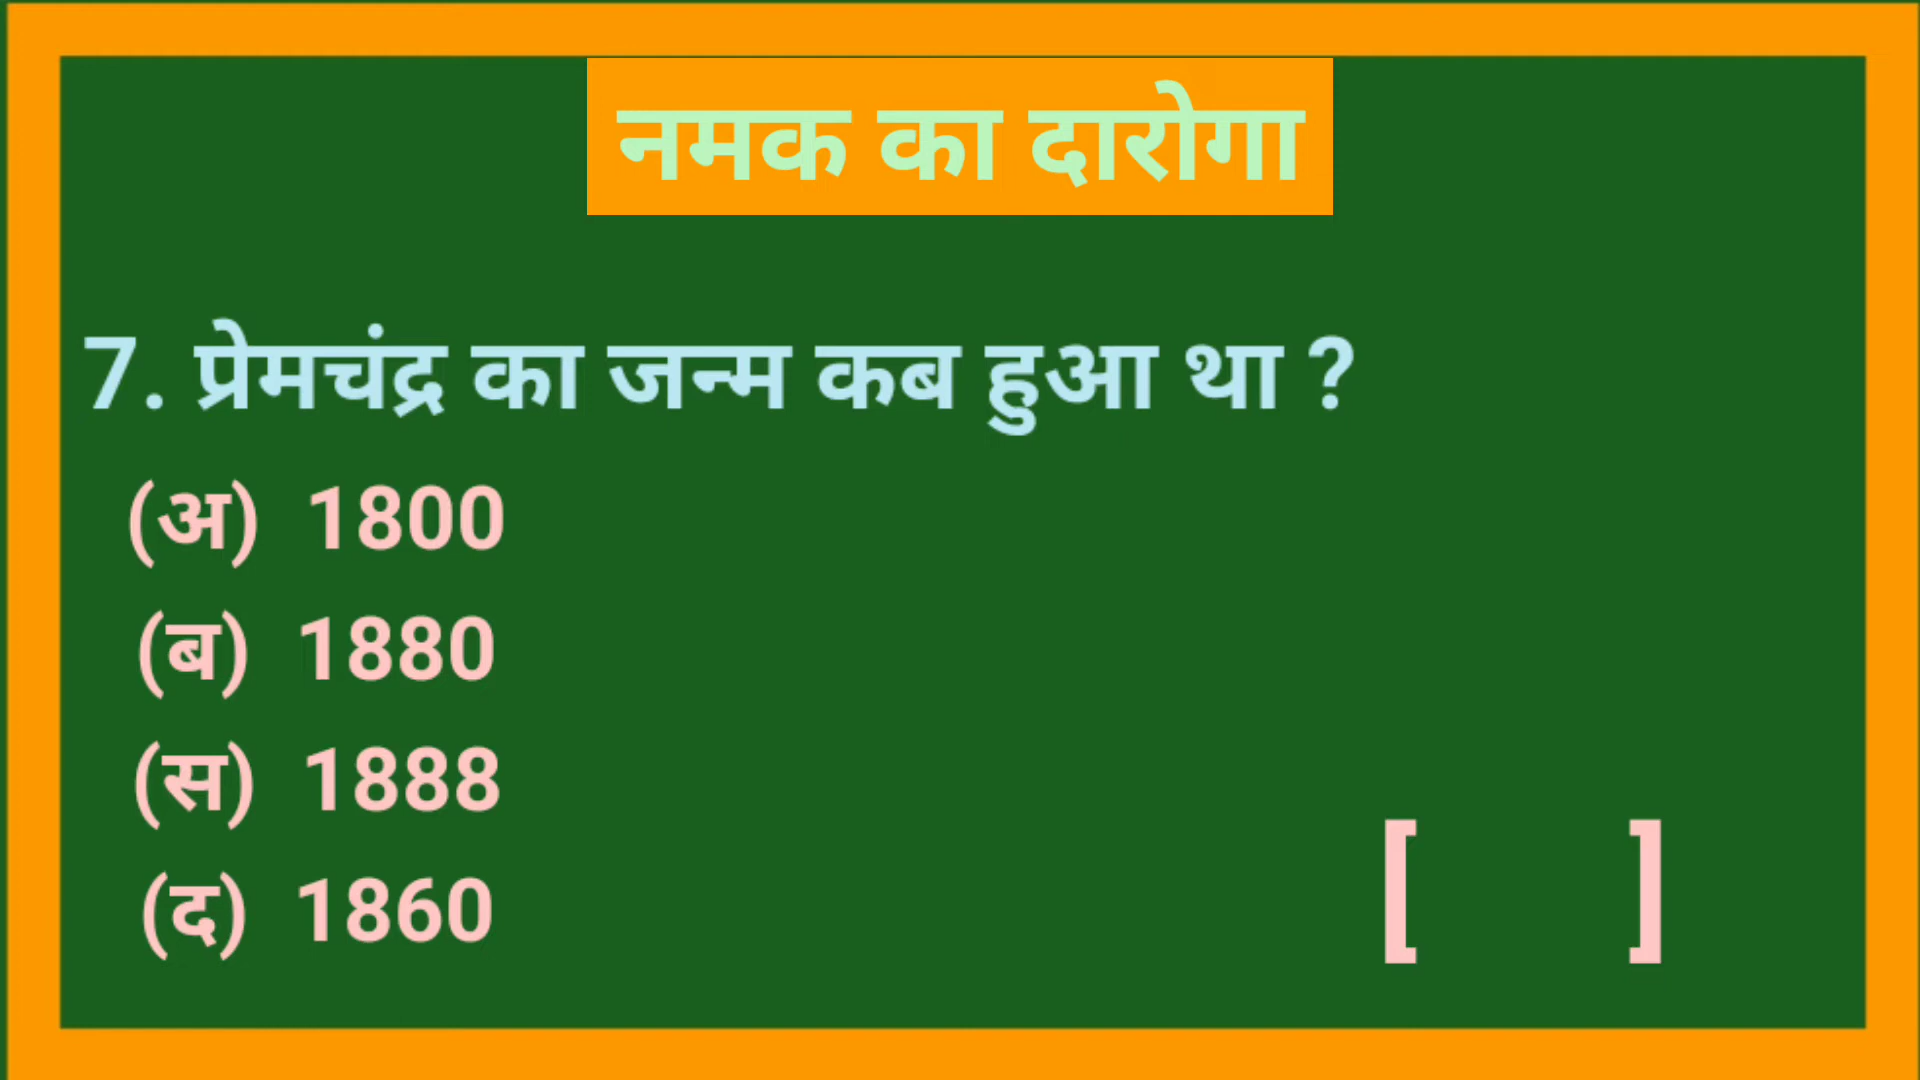 नमक का दारोगा
7. प्रेमचंद्र का जन्म कब हुआ था ?
(अ) 1800
(ब) 1880
(स) 1888
(द) 1860
[ ]